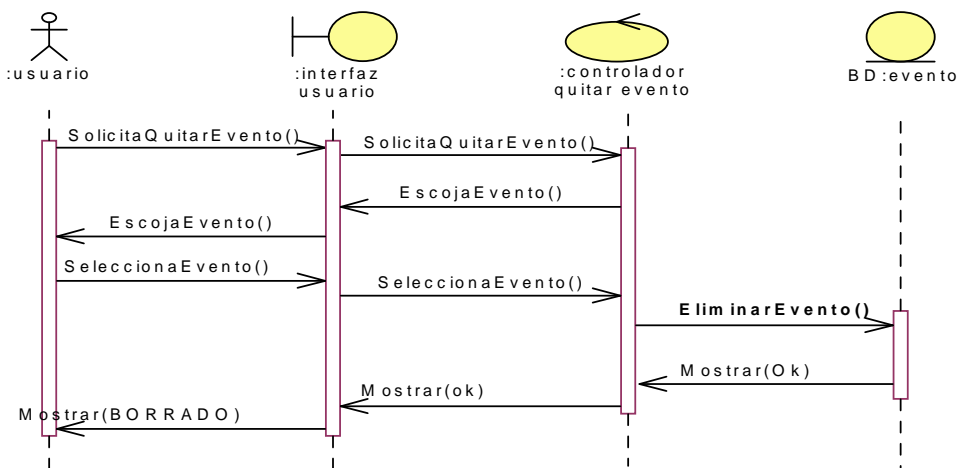 :usuario
:interfaz
usuario
:controlador
quitar evento
BD:evento
SolicitaQuitarEvento()
SolicitaQuitarEvento()
EscojaEvento()
EscojaEvento()
SeleccionaEvento()
SeleccionaEvento()
EliminarEvento()
Mostrar(Ok)
Mostrar(ok)
Mostrar(BORRADO)